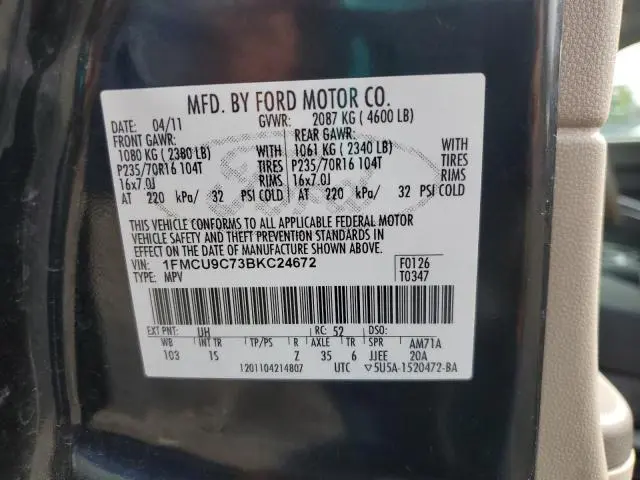 MFD. BY FORD MOTOR CO.
DATE: 04/11 GVWR: 2087 KG ( 4600 LB)
FRONT GAWR: REAR GAWR:
1080 KG ( 2380 LB) WITH 1061 KG ( 2340 LB) WITH
P235/70R16 104T TIRES P235/70R16 104T TIRES
16x7.0J RIMS 16x7.0J RIMS
AT 220 kPa/ 32 PSI COLD AT 220 kPa/ 32 PSI COLD
THIS VEHICLE CONFORMS TO ALL APPLICABLE FEDERAL MOTOR
VEHICLE SAFETY AND THEFT PREVENTION STANDARDS IN EFFECT ON
THE DATE OF MANUFACTURE SHOWN ABOVE.
VIN: 1FMCU9C73BKC24672 F0126
TYPE: MPV T0347
EXT PNT: UH RC: 52 DSO:
WB INT TR TP/PS R AXLE TR SPR AM71A
103 15 Z 35 6 JJEE 20A
1201104214807 UTC ▽5U5A-1520472-BA